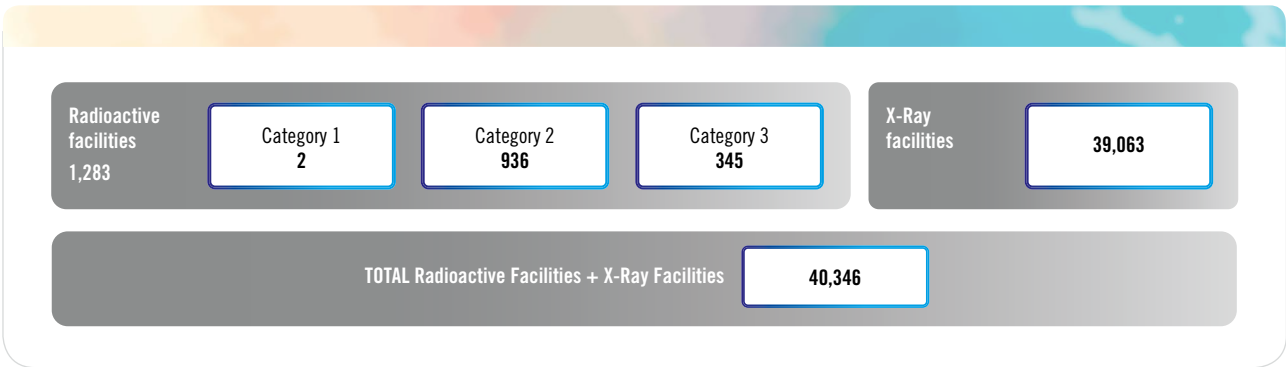 Radioactive
facilities
1,283
Category 1
2
Category 2
936
Category 3
345
X-Ray
facilities
39,063
TOTAL Radioactive Facilities + X-Ray Facilities
40,346